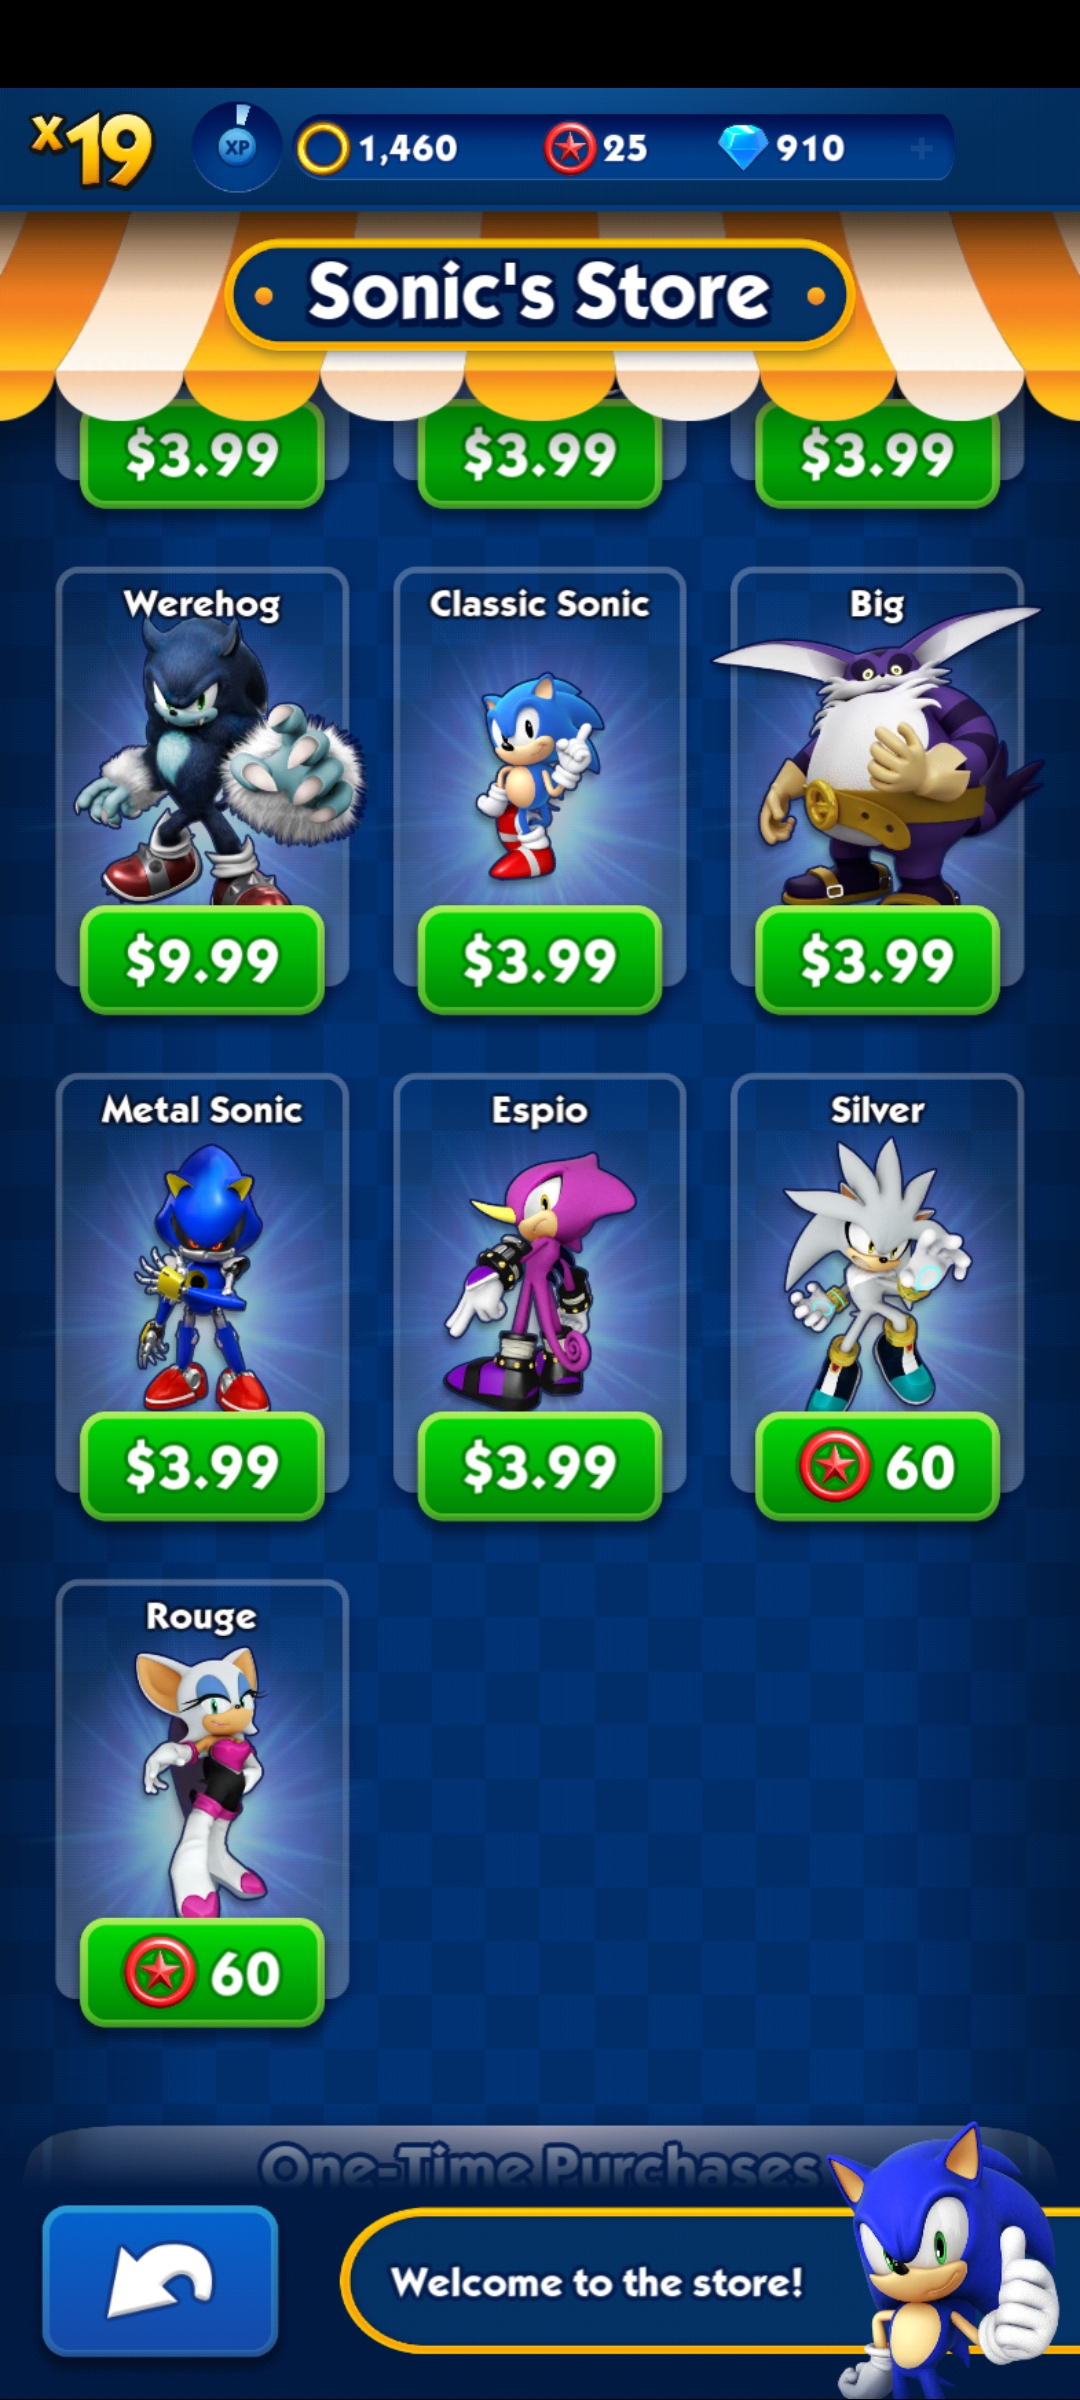 x19 XP 1,460 25 910
Sonic's Store
$3.99 $3.99 $3.99
Werehog Classic Sonic Big
$9.99 $3.99 $3.99
Metal Sonic Espio Silver
$3.99 $3.99 60
Rouge
60
One-Time Purchases
Welcome to the store!